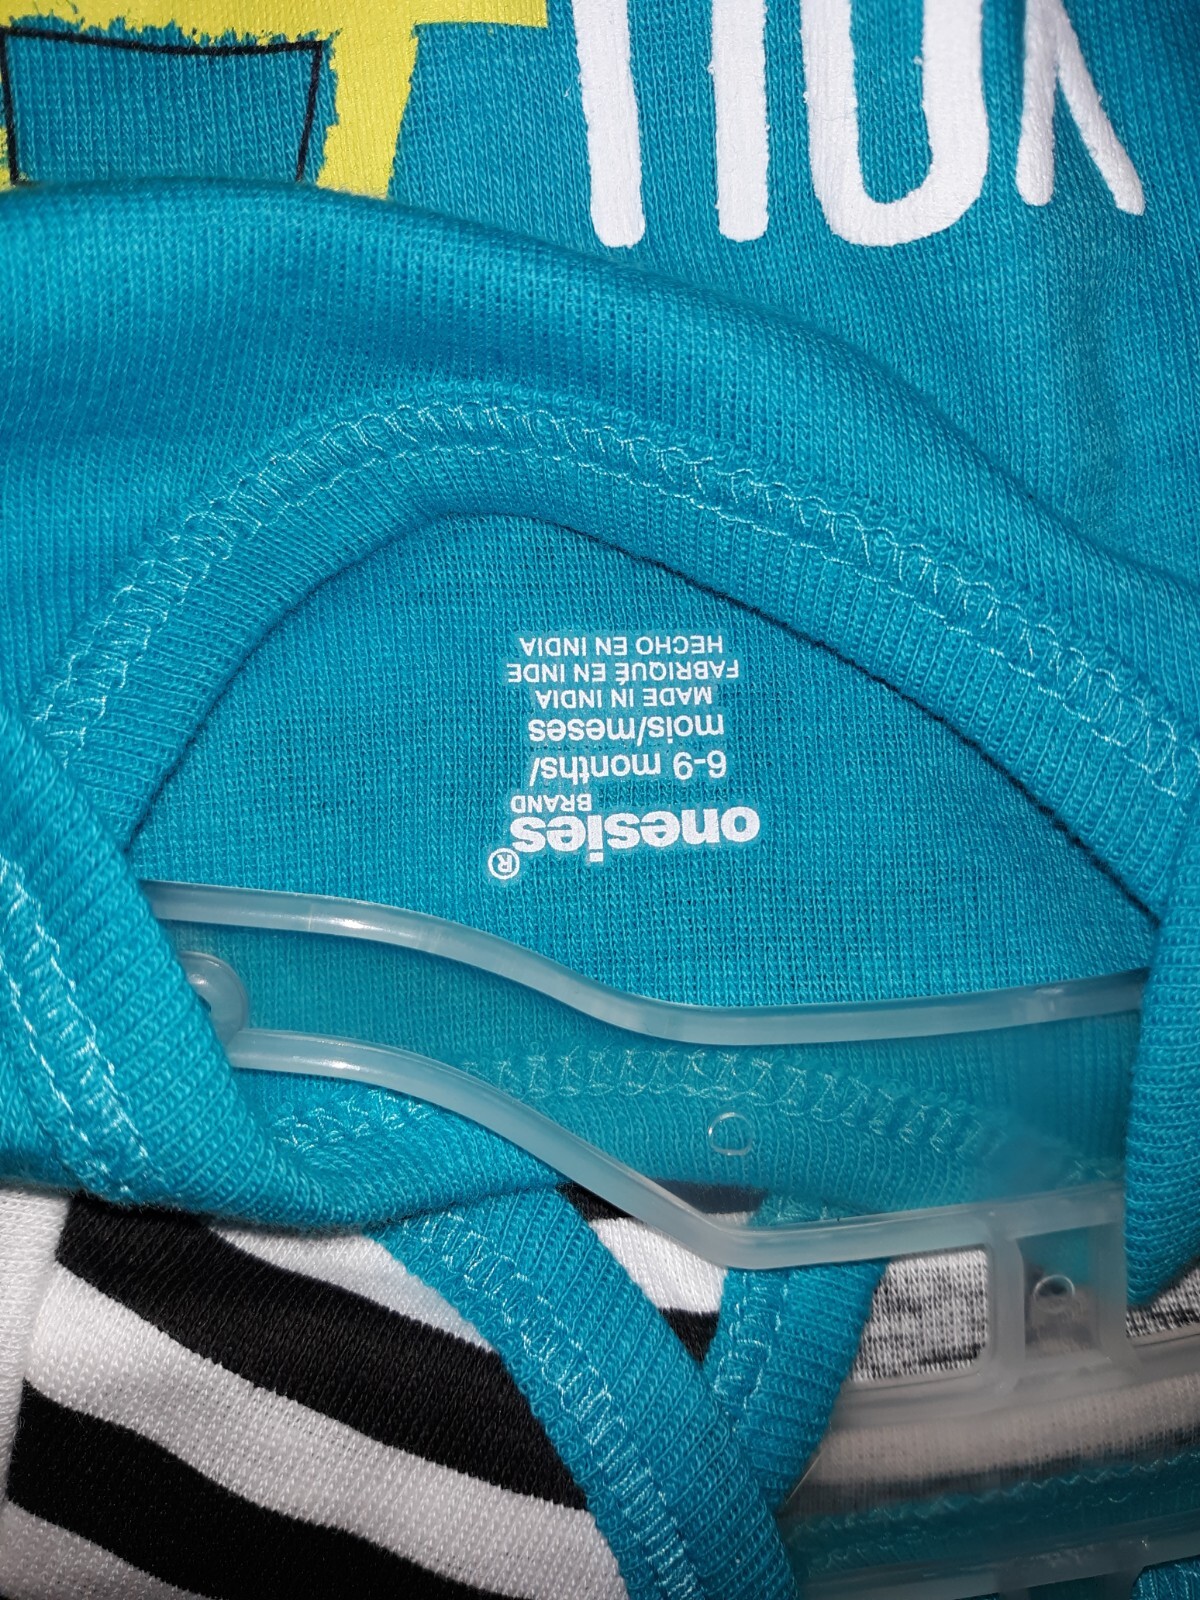 onesies®
BRAND
6-9 months/
mois/meses
MADE IN INDIA
FABRIQUÉ EN INDE
HECHO EN INDIA